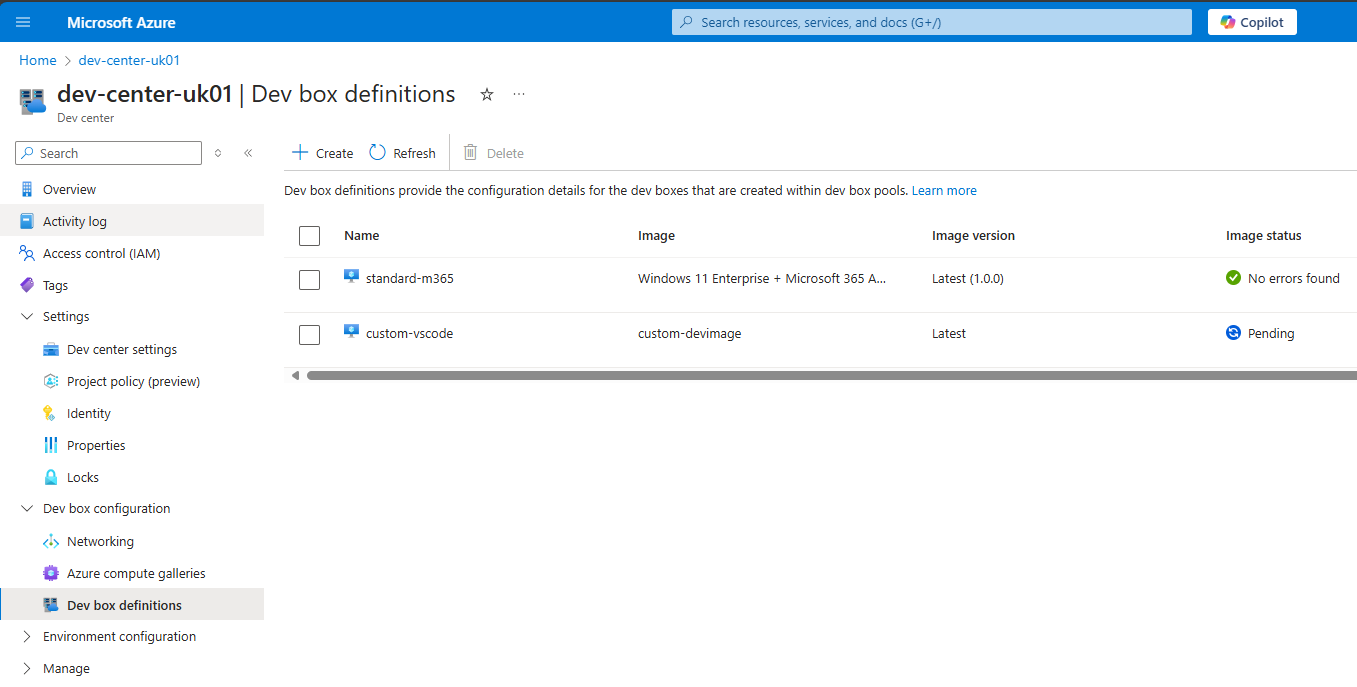 Microsoft Azure
Search resources, services, and docs (G+/)
Copilot
Home > dev-center-uk01
dev-center-uk01 | Dev box definitions
Dev center
Search
Overview
Activity log
Access control (IAM)
Tags
Settings
Dev center settings
Project policy (preview)
Identity
Properties
Locks
Dev box configuration
Networking
Azure compute galleries
Dev box definitions
Environment configuration
Manage
Create Refresh Delete
Dev box definitions provide the configuration details for the dev boxes that are created within dev box pools. Learn more
Name Image Image version Image status
standard-m365 Windows 11 Enterprise + Microsoft 365 A... Latest (1.0.0) No errors found
custom-vscode custom-devimage Latest Pending